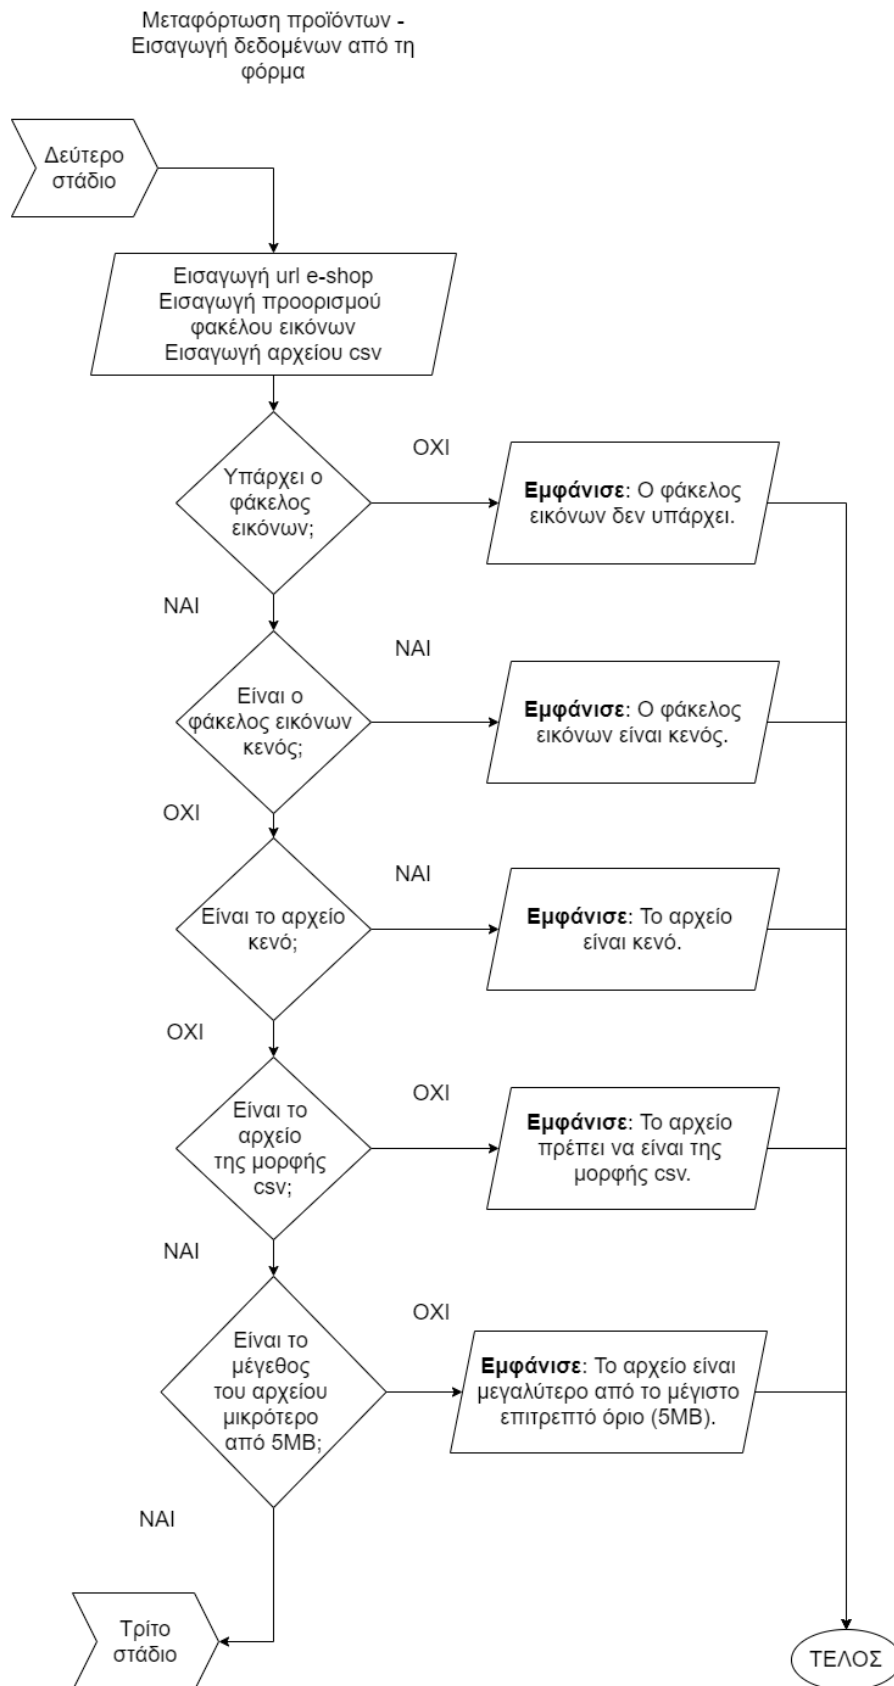 Μεταφόρτωση προϊόντων -
Εισαγωγή δεδομένων από τη
φόρμα
Δεύτερο
στάδιο
Εισαγωγή url e-shop
Εισαγωγή προορισμού
φακέλου εικόνων
Εισαγωγή αρχείου csv
Υπάρχει ο
φάκελος
εικόνων;
ΟΧΙ
Εμφάνισε: Ο φάκελος
εικόνων δεν υπάρχει.
ΝΑΙ
Είναι ο
φάκελος εικόνων
κενός;
ΝΑΙ
Εμφάνισε: Ο φάκελος
εικόνων είναι κενός.
ΟΧΙ
Είναι το αρχείο
κενό;
ΝΑΙ
Εμφάνισε: Το αρχείο
είναι κενό.
ΟΧΙ
Είναι το
αρχείο
της μορφής
csv;
ΟΧΙ
Εμφάνισε: Το αρχείο
πρέπει να είναι της
μορφής csv.
ΝΑΙ
Είναι το
μέγεθος
του αρχείου
μικρότερο
από 5MB;
ΟΧΙ
Εμφάνισε: Το αρχείο είναι
μεγαλύτερο από το μέγιστο
επιτρεπτό όριο (5MB).
ΝΑΙ
Τρίτο
στάδιο
ΤΕΛΟΣ